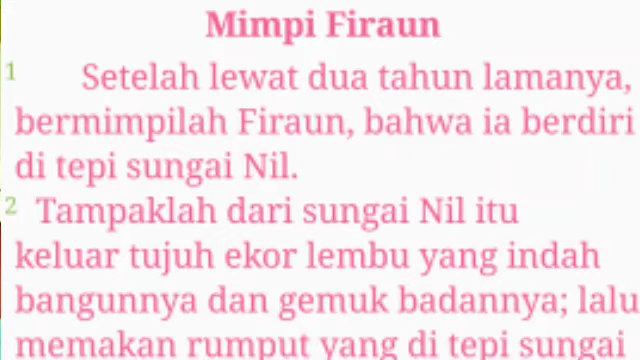 Mimpi Firaun
1 Setelah lewat dua tahun lamanya,
bermimpilah Firaun, bahwa ia berdiri
di tepi sungai Nil.
2 Tampaklah dari sungai Nil itu
keluar tujuh ekor lembu yang indah
bangunnya dan gemuk badannya; lalu
memakan rumput yang di tepi sungai